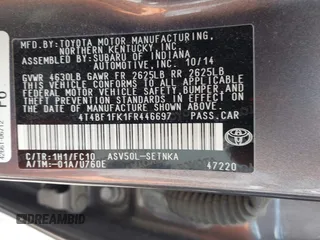 MFD. BY: TOYOTA MOTOR MANUFACTURING,
NORTHERN KENTUCKY, INC.
ASSEMBLED BY: SUBARU OF INDIANA
AUTOMOTIVE, INC. 10/14
GVWR 4630LB GAWR FR 2625LB RR 2625LB
THIS VEHICLE CONFORMS TO ALL APPLICABLE
FEDERAL MOTOR VEHICLE SAFETY, BUMPER, AND
THEFT PREVENTION STANDARDS IN EFFECT ON
THE DATE OF MANUFACTURE SHOWN ABOVE.
4T4BF1FK1FR446697 PASS.CAR
C/TR:1H1/FC10 ASV50L-SETNKA
A/TM:-01A/U760E 47220
TOYOTA